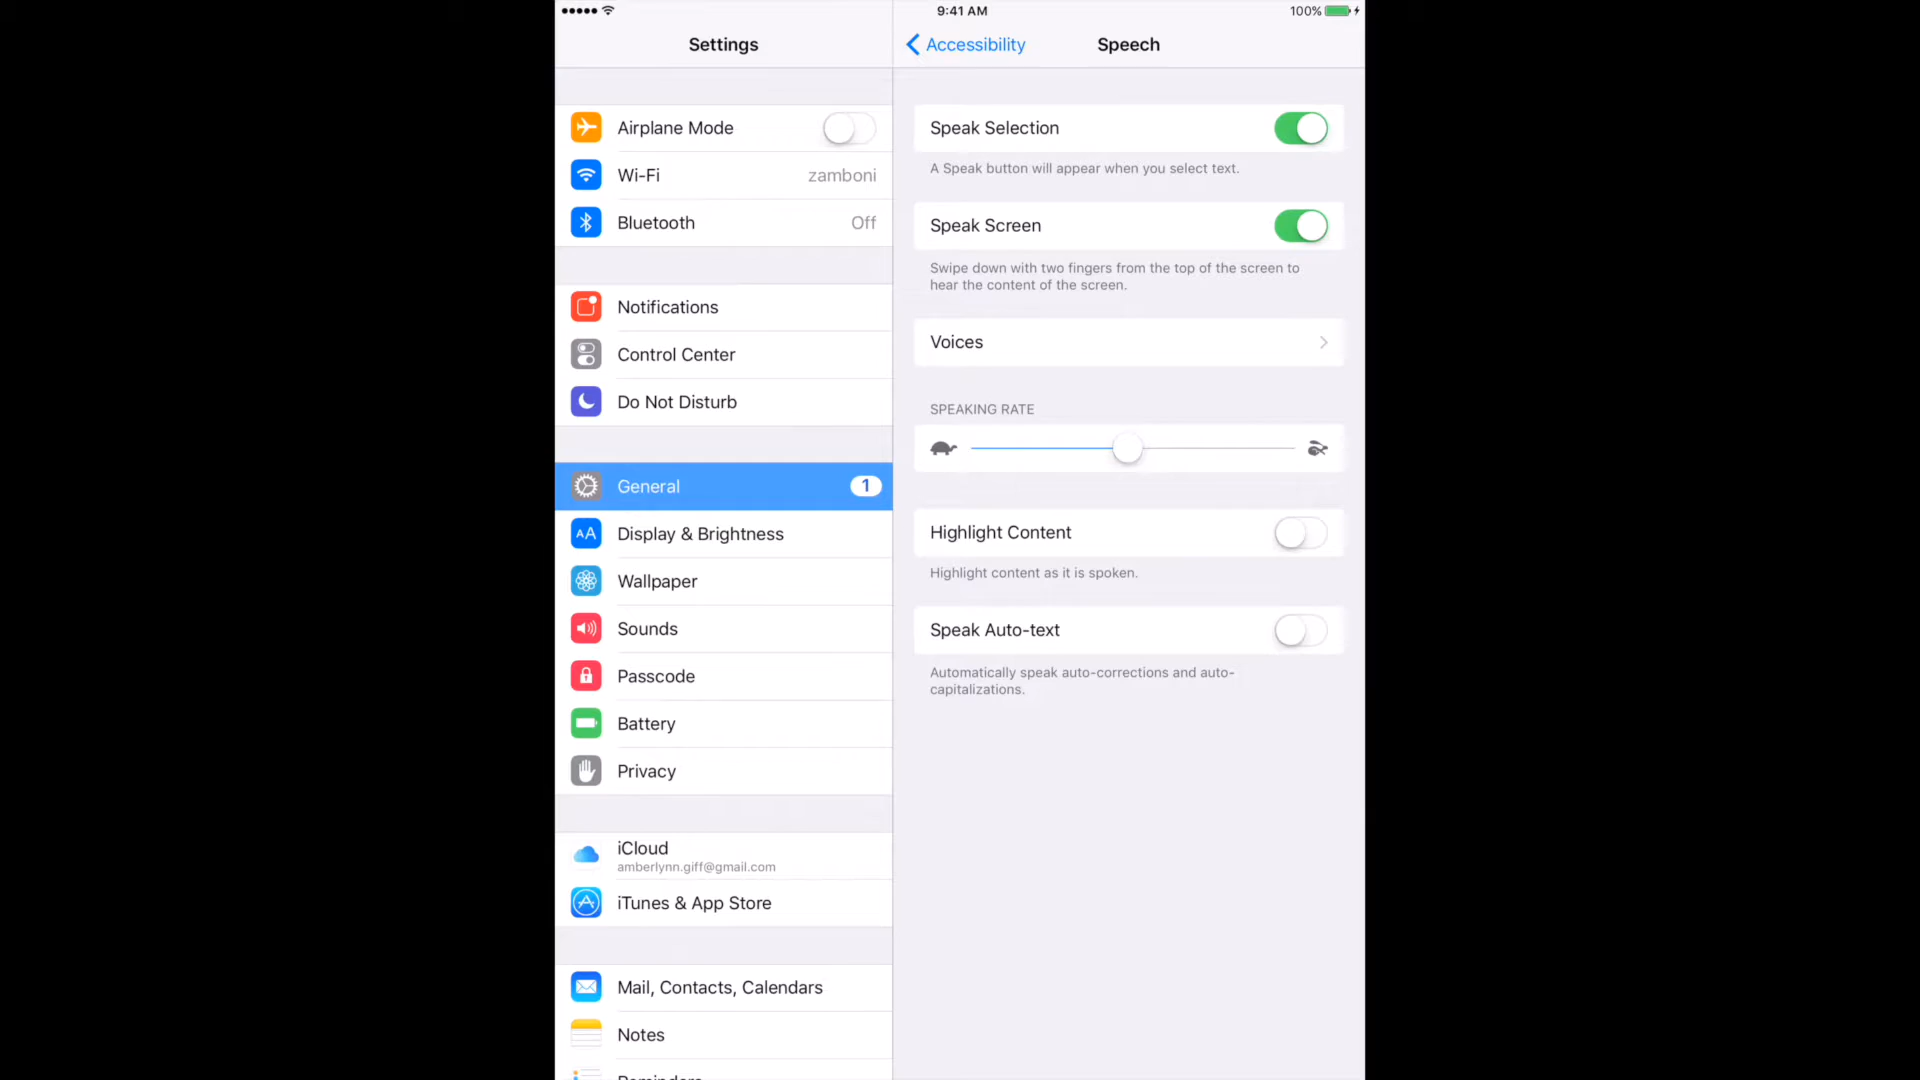 9:41 AM
100%
Settings
Accessibility
Speech
Airplane Mode
Wi-Fi
zamboni
Bluetooth
Off
Notifications
Control Center
Do Not Disturb
General
1
AA
Display & Brightness
Wallpaper
Sounds
Passcode
Battery
Privacy
iCloud
amberlynn.giff@gmail.com
iTunes & App Store
Mail, Contacts, Calendars
Notes
Speak Selection
A Speak button will appear when you select text.
Speak Screen
Swipe down with two fingers from the top of the screen to
hear the content of the screen.
Voices
SPEAKING RATE
Highlight Content
Highlight content as it is spoken.
Speak Auto-text
Automatically speak auto-corrections and auto-
capitalizations.